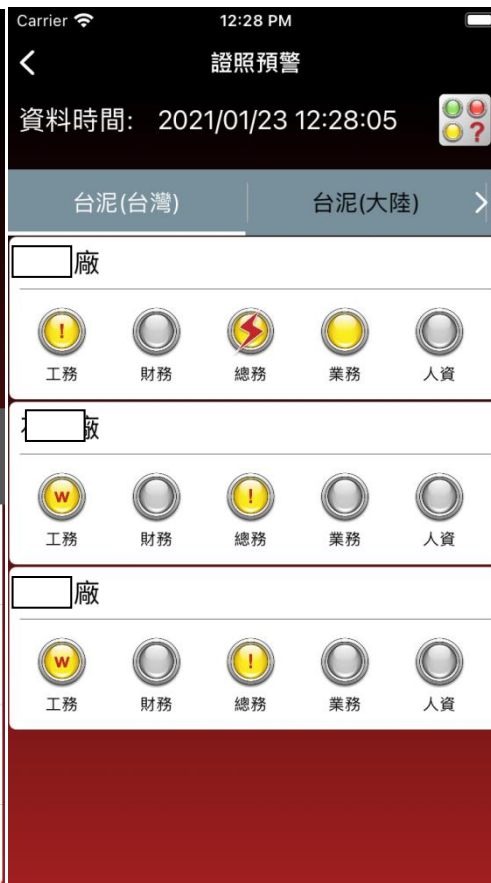 Carrier 12:28 PM
證照預警
資料時間: 2021/01/23 12:28:05
?
台泥(台灣) 台泥(大陸)
廠
!
工務 財務 總務 業務 人資
廠
W !
工務 財務 總務 業務 人資
廠
W !
工務 財務 總務 業務 人資